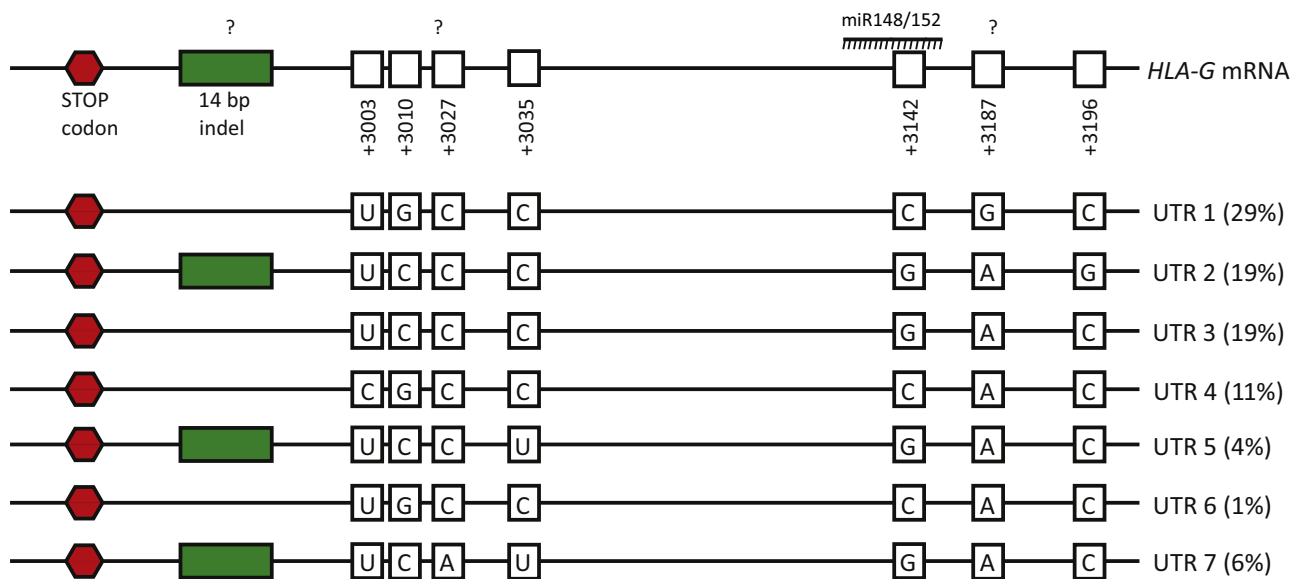 ? ? miR148/152 ?
HLA-G mRNA
STOP codon
14 bp indel
+3003 +3010 +3027 +3035 +3142 +3187 +3196
U G C C C G C UTR 1 (29%)
U C C C G A G UTR 2 (19%)
U C C C G A C UTR 3 (19%)
C G C C C A C UTR 4 (11%)
U C C U G A C UTR 5 (4%)
U G C C C A C UTR 6 (1%)
U C A U G A C UTR 7 (6%)